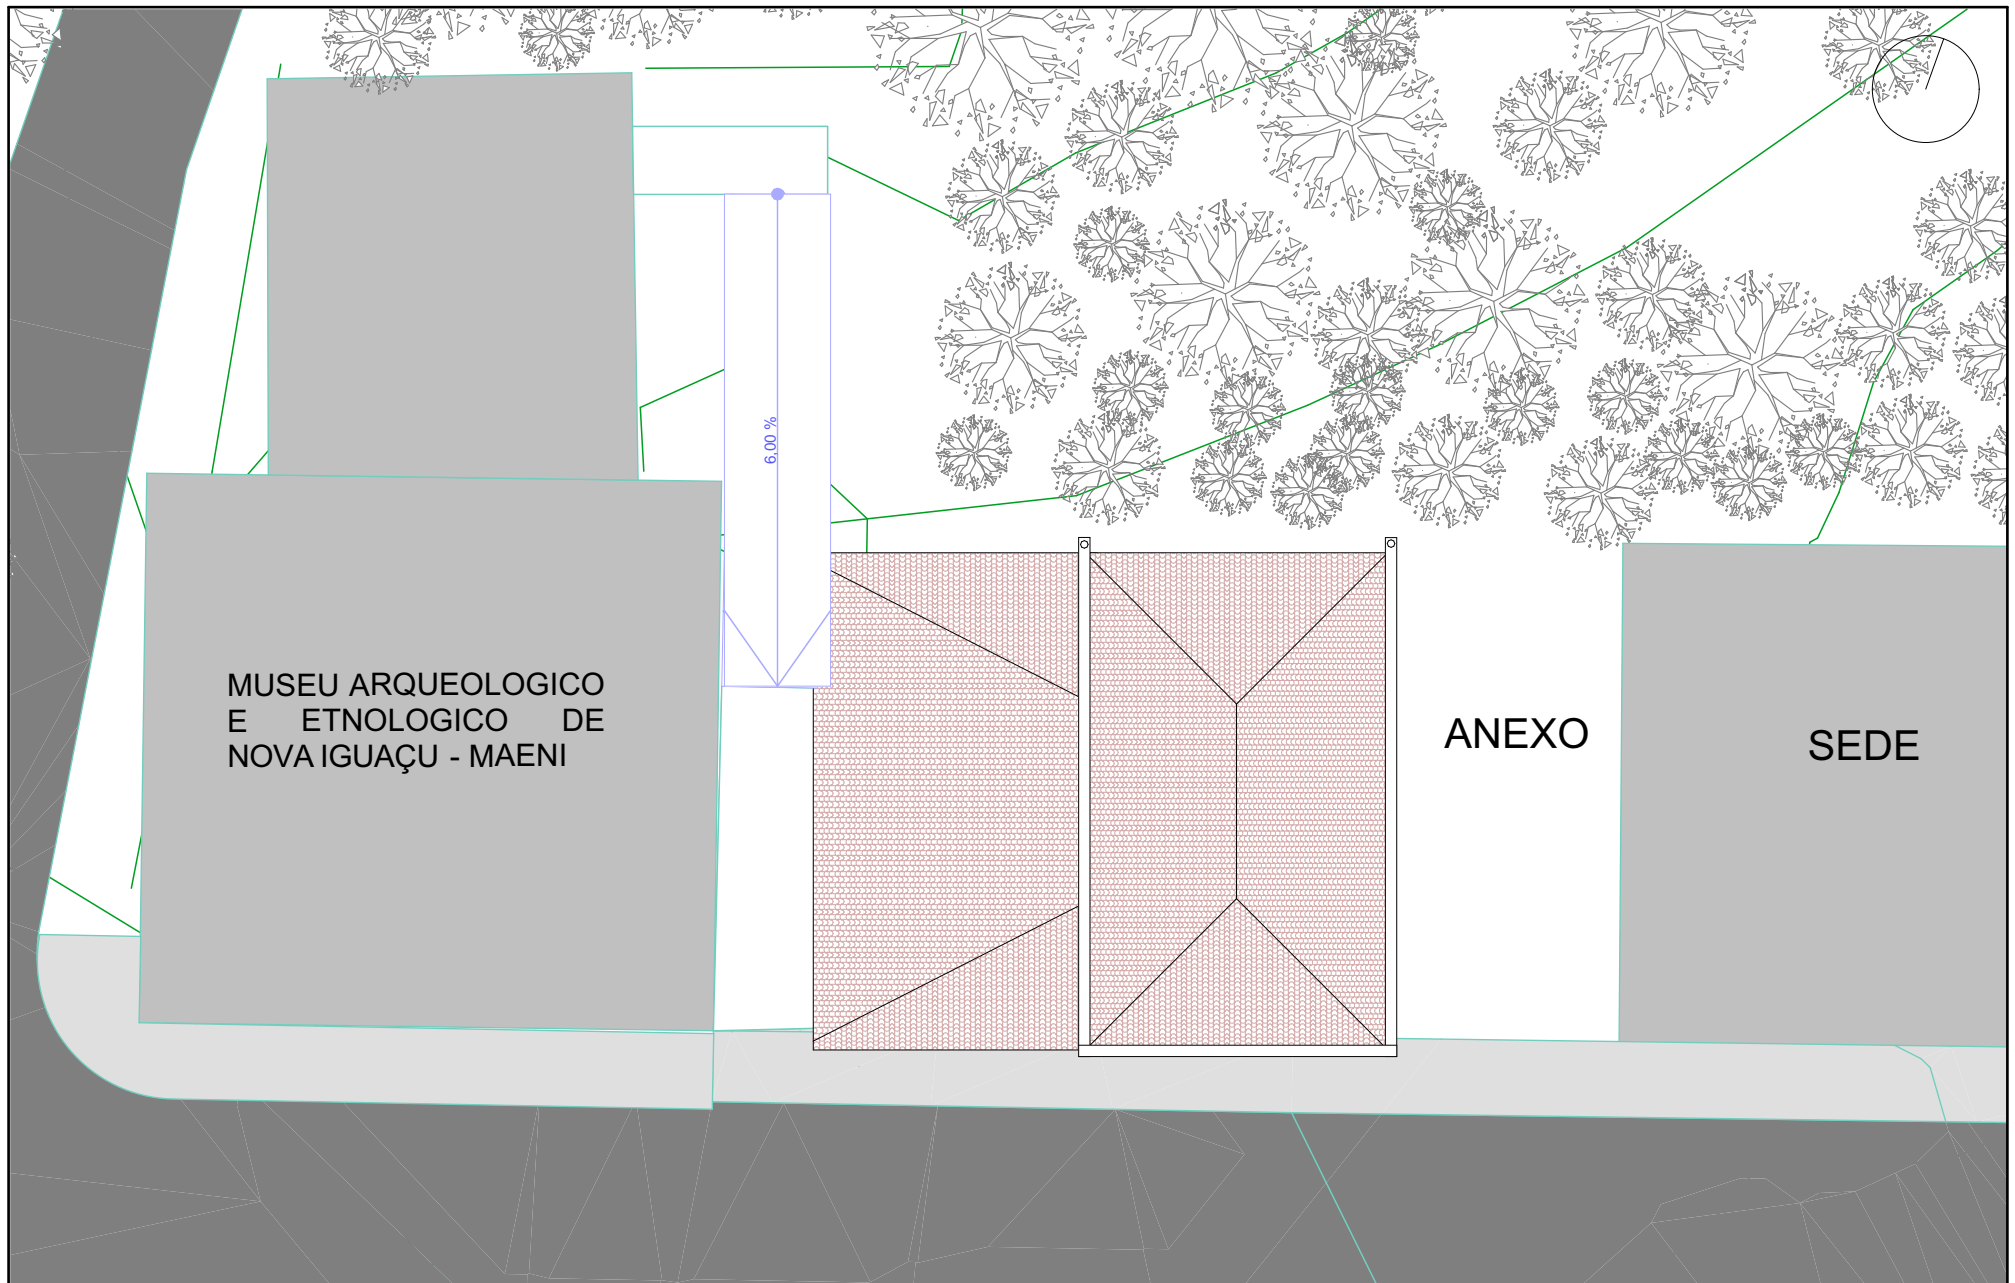 6,00 %
MUSEU ARQUEOLOGICO
E ETNOLOGICO DE
NOVA IGUAÇU - MAENI
ANEXO
SEDE